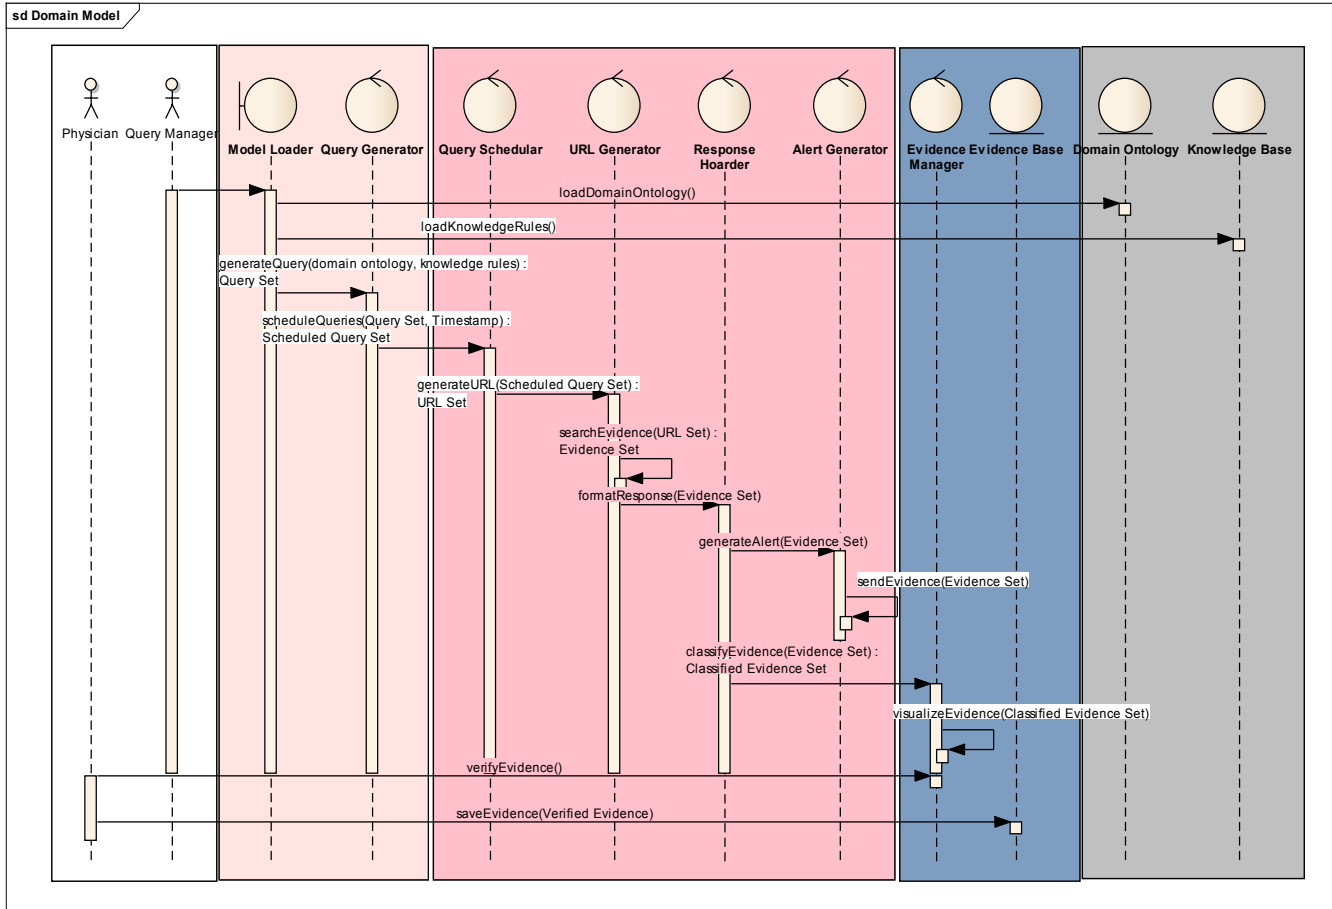 sd Domain Model
Physician
Query Manager
Model Loader
Query Generator
Query Schedular
URL Generator
Response
Hoarder
Alert Generator
Evidence
Manager
Evidence Base
Domain Ontology
Knowledge Base
loadDomainOntology()
loadKnowledgeRules()
generateQuery(domain ontology, knowledge rules) :
Query Set
scheduleQueries(Query Set, Timestamp) :
Scheduled Query Set
generateURL(Scheduled Query Set) :
URL Set
searchEvidence(URL Set) :
Evidence Set
formatResponse(Evidence Set)
generateAlert(Evidence Set)
sendEvidence(Evidence Set)
classifyEvidence(Evidence Set) :
Classified Evidence Set
visualizeEvidence(Classified Evidence Set)
verifyEvidence()
saveEvidence(Verified Evidence)